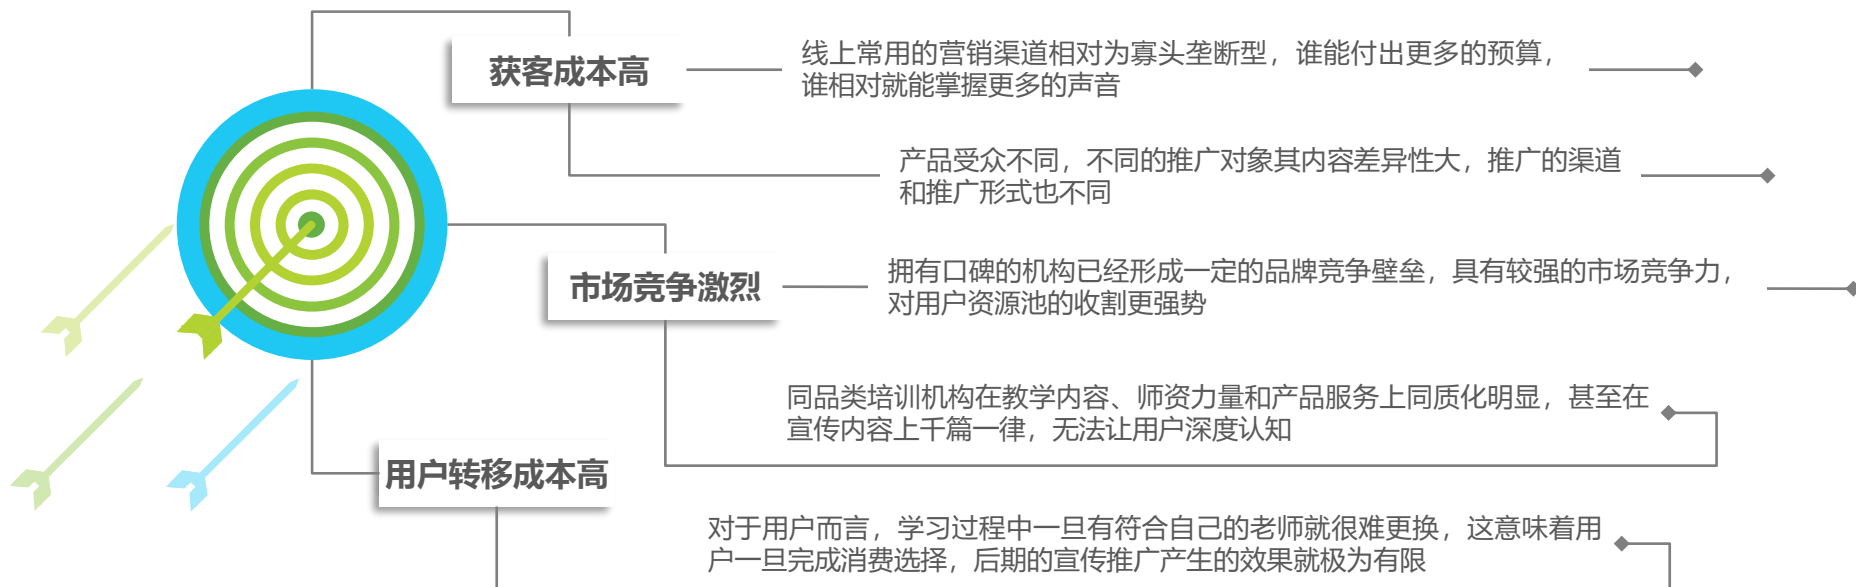 获客成本高
线上常用的营销渠道相对为寡头垄断型，谁能付出更多的预算，
谁相对就能掌握更多的声音
产品受众不同，不同的推广对象其内容差异性大，推广的渠道
和推广形式也不同
市场竞争激烈
拥有口碑的机构已经形成一定的品牌竞争壁垒，具有较强的市场竞争力，
对用户资源池的收割更强势
同品类培训机构在教学内容、师资力量和产品服务上同质化明显，甚至在
宣传内容上千篇一律，无法让用户深度认知
用户转移成本高
对于用户而言，学习过程中一旦有符合自己的老师就很难更换，这意味着用
户一旦完成消费选择，后期的宣传推广产生的效果就极为有限